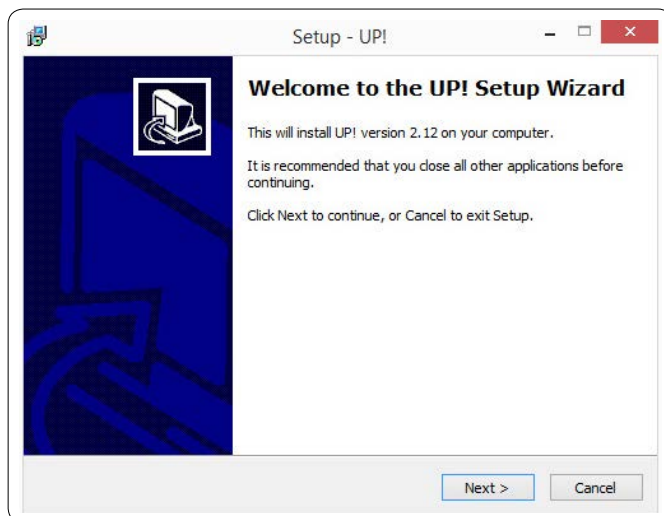 Setup - UP!
Welcome to the UP! Setup Wizard
This will install UP! version 2.12 on your computer.
It is recommended that you close all other applications before
continuing.
Click Next to continue, or Cancel to exit Setup.
Next >
Cancel